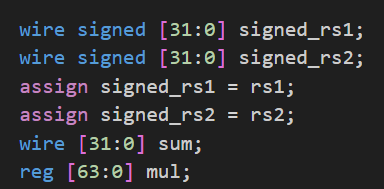 wire signed [31:0] signed_rs1;
wire signed [31:0] signed_rs2;
assign signed_rs1 = rs1;
assign signed_rs2 = rs2;
wire [31:0] sum;
reg [63:0] mul;